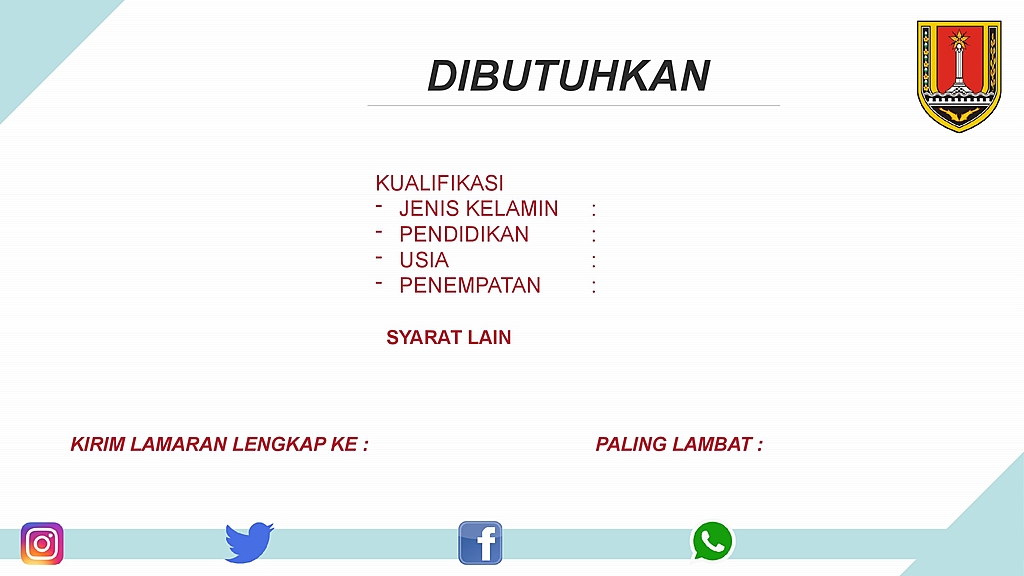 DIBUTUHKAN
KUALIFIKASI
- JENIS KELAMIN :
- PENDIDIKAN :
- USIA :
- PENEMPATAN :
SYARAT LAIN
KIRIM LAMARAN LENGKAP KE : PALING LAMBAT :